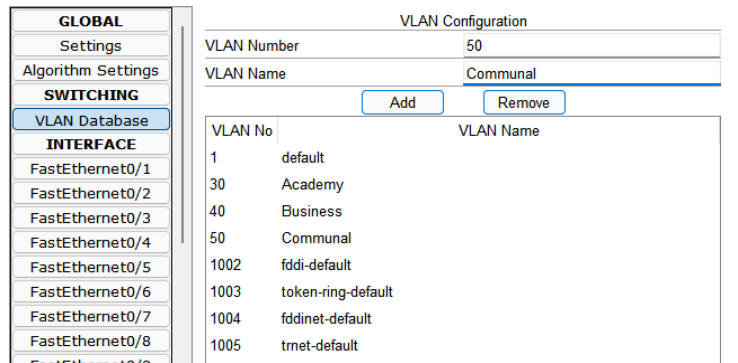 GLOBAL
Settings
Algorithm Settings
SWITCHING
VLAN Database
INTERFACE
FastEthernet0/1
FastEthernet0/2
FastEthernet0/3
FastEthernet0/4
FastEthernet0/5
FastEthernet0/6
FastEthernet0/7
FastEthernet0/8
VLAN Configuration
VLAN Number 50
VLAN Name Communal
Add Remove
VLAN No VLAN Name
1 default
30 Academy
40 Business
50 Communal
1002 fddi-default
1003 token-ring-default
1004 fddinet-default
1005 trnet-default